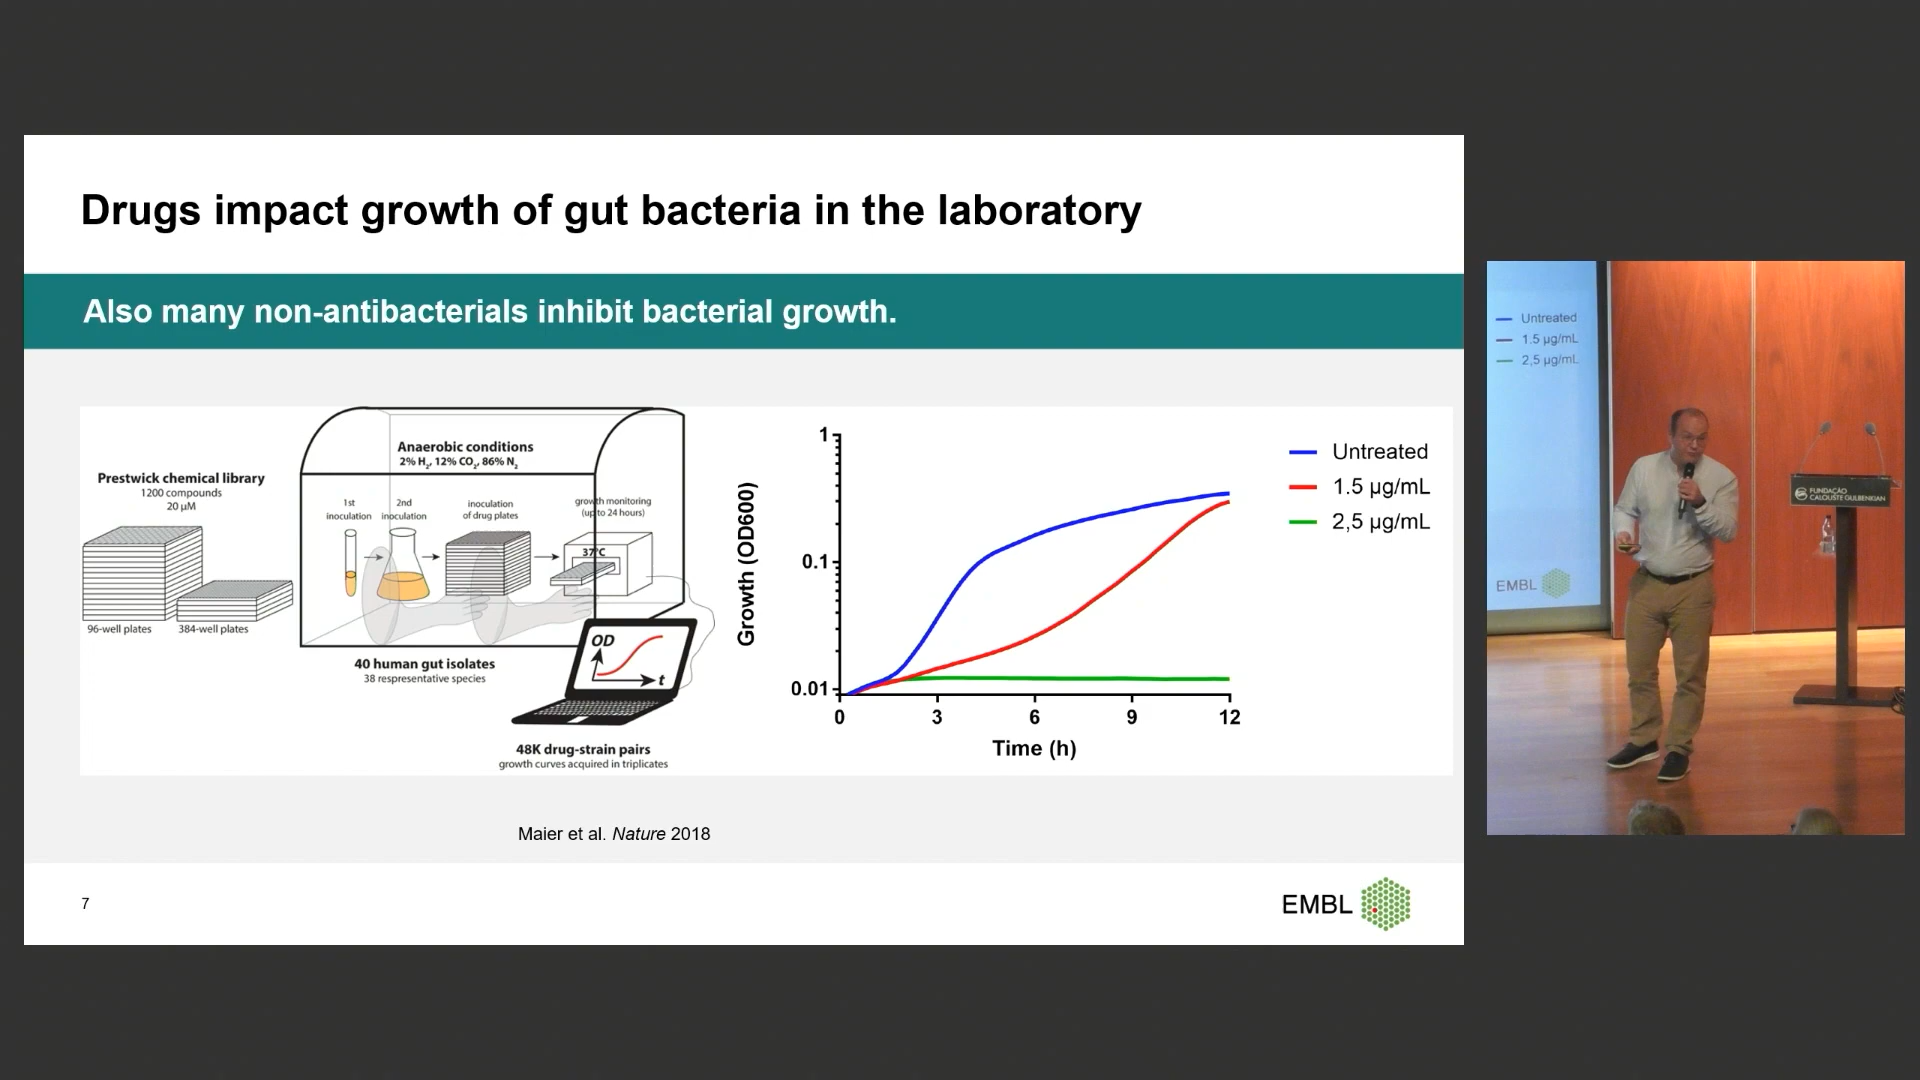 Drugs impact growth of gut bacteria in the laboratory
Also many non-antibacterials inhibit bacterial growth.
Prestwick chemical library
1200 compounds
20 µM
96-well plates
384-well plates
Anaerobic conditions
2% H2, 12% CO2, 86% N2
1st
inoculation
2nd
inoculation
inoculation
of drug plates
growth monitoring
(up to 24 hours)
37°C
40 human gut isolates
38 respresentative species
OD
t
48K drug-strain pairs
growth curves acquired in triplicates
Growth (OD600)
1
0.1
0.01
0
3
6
9
12
Time (h)
Untreated
1.5 µg/mL
2,5 µg/mL
Maier et al. Nature 2018
7
EMBL
Untreated
1.5 µg/mL
2,5 µg/mL
EMBL
FUNDAÇÃO
CALOUSTE GULBENKIAN